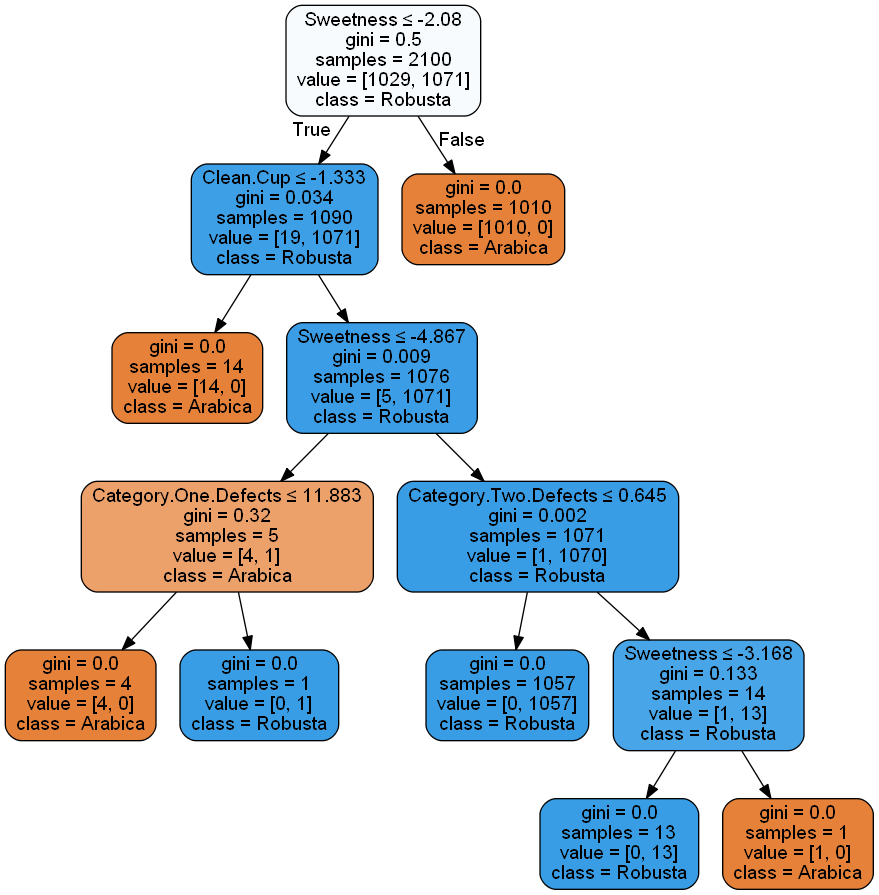 Sweetness ≤ -2.08
gini = 0.5
samples = 2100
value = [1029, 1071]
class = Robusta
True
False
Clean.Cup ≤ -1.333
gini = 0.034
samples = 1090
value = [19, 1071]
class = Robusta
gini = 0.0
samples = 1010
value = [1010, 0]
class = Arabica
gini = 0.0
samples = 14
value = [14, 0]
class = Arabica
Sweetness ≤ -4.867
gini = 0.009
samples = 1076
value = [5, 1071]
class = Robusta
Category.One.Defects ≤ 11.883
gini = 0.32
samples = 5
value = [4, 1]
class = Arabica
Category.Two.Defects ≤ 0.645
gini = 0.002
samples = 1071
value = [1, 1070]
class = Robusta
gini = 0.0
samples = 4
value = [4, 0]
class = Arabica
gini = 0.0
samples = 1
value = [0, 1]
class = Robusta
gini = 0.0
samples = 1057
value = [0, 1057]
class = Robusta
Sweetness ≤ -3.168
gini = 0.133
samples = 14
value = [1, 13]
class = Robusta
gini = 0.0
samples = 13
value = [0, 13]
class = Robusta
gini = 0.0
samples = 1
value = [1, 0]
class = Arabica